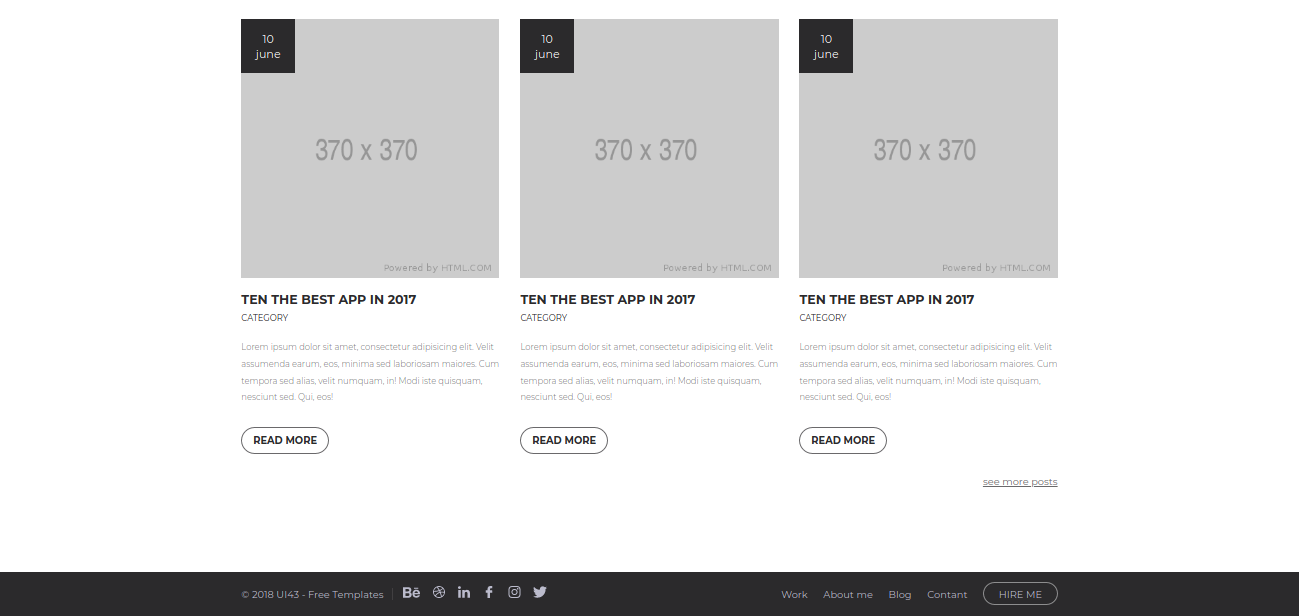 10
june
370 x 370
Powered by HTML.COM
TEN THE BEST APP IN 2017
CATEGORY
Lorem ipsum dolor sit amet, consectetur adipisicing elit. Velit
assumenda earum, eos, minima sed laboriosam maiores. Cum
tempora sed alias, velit numquam, in! Modi iste quisquam,
nesciunt sed. Qui, eos!
READ MORE
10
june
370 x 370
Powered by HTML.COM
TEN THE BEST APP IN 2017
CATEGORY
Lorem ipsum dolor sit amet, consectetur adipisicing elit. Velit
assumenda earum, eos, minima sed laboriosam maiores. Cum
tempora sed alias, velit numquam, in! Modi iste quisquam,
nesciunt sed. Qui, eos!
READ MORE
10
june
370 x 370
Powered by HTML.COM
TEN THE BEST APP IN 2017
CATEGORY
Lorem ipsum dolor sit amet, consectetur adipisicing elit. Velit
assumenda earum, eos, minima sed laboriosam maiores. Cum
tempora sed alias, velit numquam, in! Modi iste quisquam,
nesciunt sed. Qui, eos!
READ MORE
see more posts
© 2018 UI43 - Free Templates
Work About me Blog Contant HIRE ME